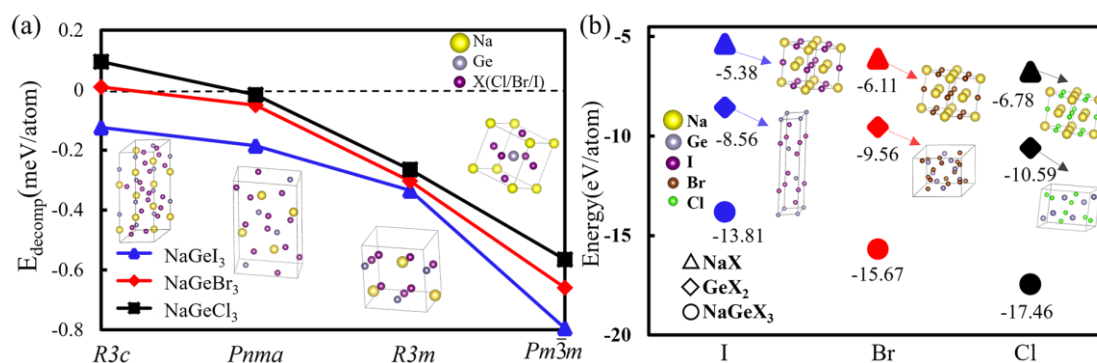 (a)
0.2
0
-0.2
-0.4
-0.6
-0.8
E_decomp(meV/atom)
Na
Ge
X(Cl/Br/I)
NaGeI₃
NaGeBr₃
NaGeCl₃
R3c
Pnma
R3m
Pm3̄m
(b)
-5
-10
-15
-20
Energy(eV/atom)
Na
Ge
I
Br
Cl
-5.38
-8.56
-13.81
-6.11
-9.56
-15.67
-6.78
-10.59
-17.46
NaX
GeX₂
NaGeX₃
I
Br
Cl